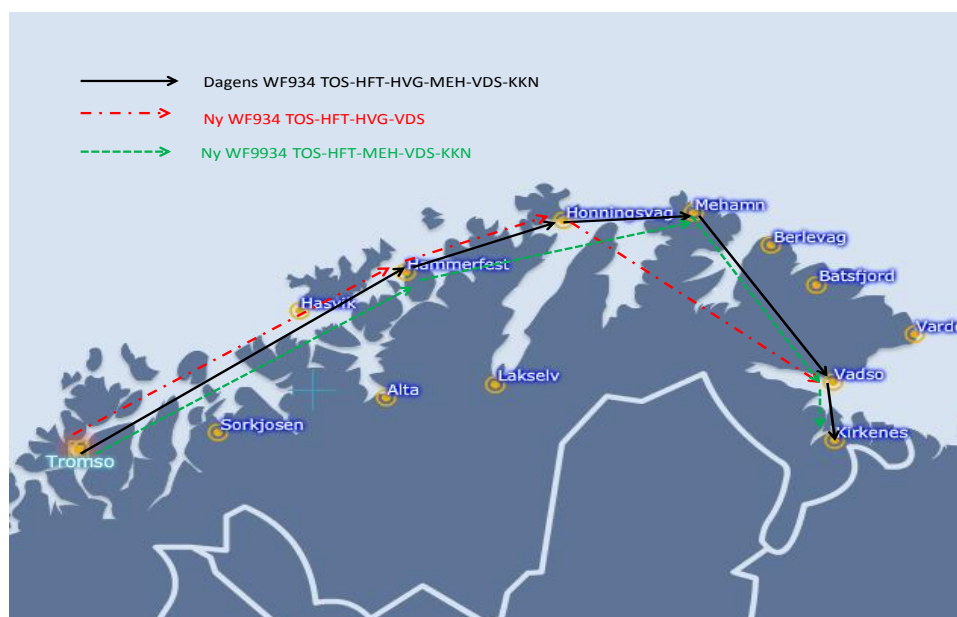 Dagens WF934 TOS-HFT-HVG-MEH-VDS-KKN
Ny WF934 TOS-HFT-HVG-VDS
Ny WF9934 TOS-HFT-MEH-VDS-KKN
Mehamn
Honningsvag
Berlevag
Hammerfest
Batsfjord
Hasvik
Vardo
Vadso
Lakselv
Alta
Sorkjosen
Kirkenes
Tromso